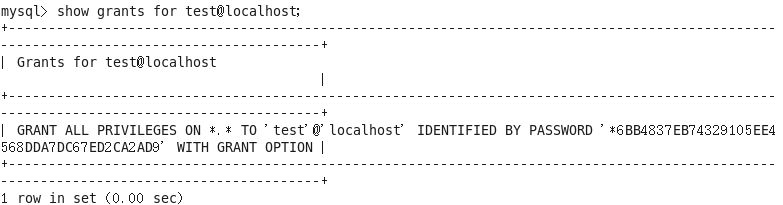 mysql> show grants for test@localhost;
+------------------------------------------------------------------------------------------------
----------------------------------------+
| Grants for test@localhost
|
+------------------------------------------------------------------------------------------------
----------------------------------------+
| GRANT ALL PRIVILEGES ON *.* TO 'test'@'localhost' IDENTIFIED BY PASSWORD '*6BB4837EB74329105EE4
568DDA7DC67ED2CA2AD9' WITH GRANT OPTION |
+------------------------------------------------------------------------------------------------
----------------------------------------+
1 row in set (0.00 sec)